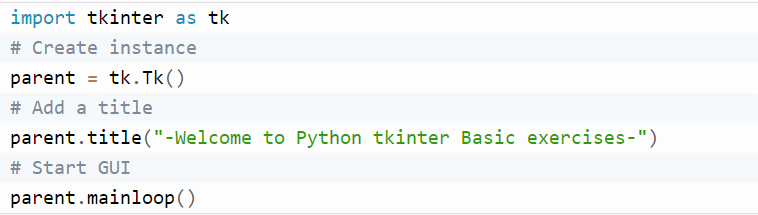 import tkinter as tk
# Create instance
parent = tk.Tk()
# Add a title
parent.title("-Welcome to Python tkinter Basic exercises-")
# Start GUI
parent.mainloop()